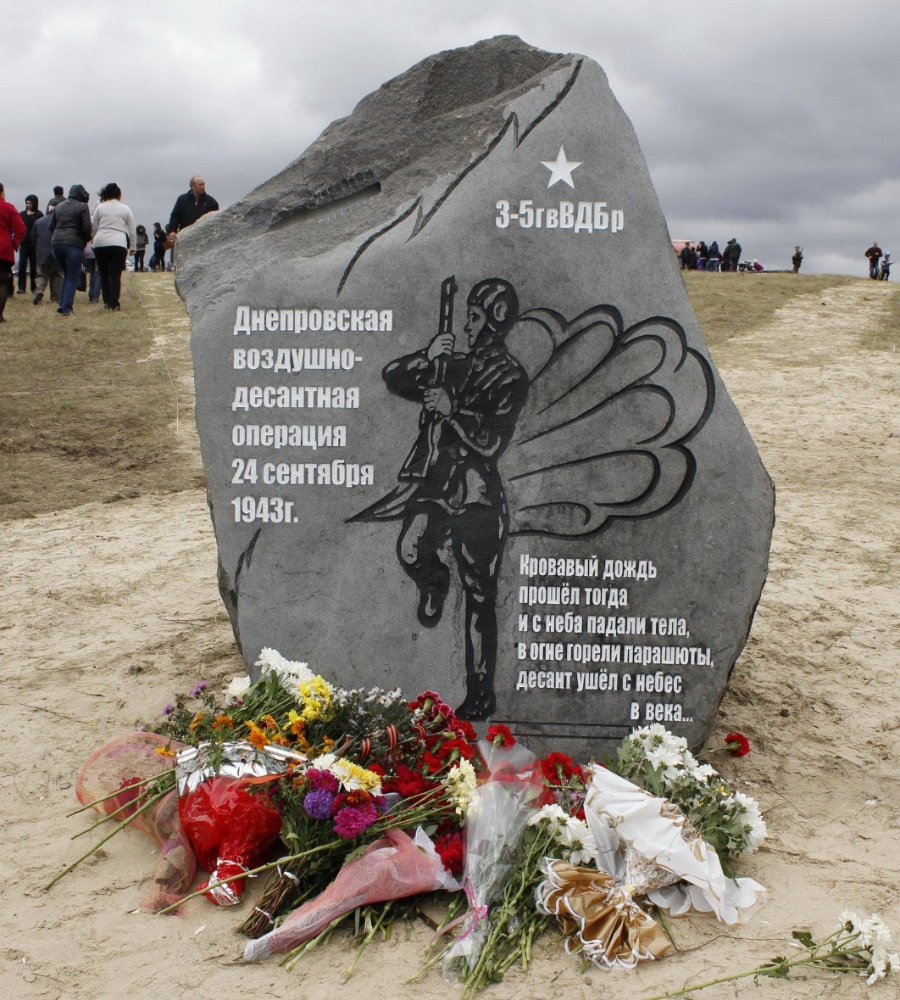 3-5гвВДБр
Днепровская
воздушно-
десантная
операция
24 сентября
1943г.
Кровавый дождь
прошёл тогда
и с неба падали тела,
в огне горели парашюты,
десант ушёл с небес
в века...